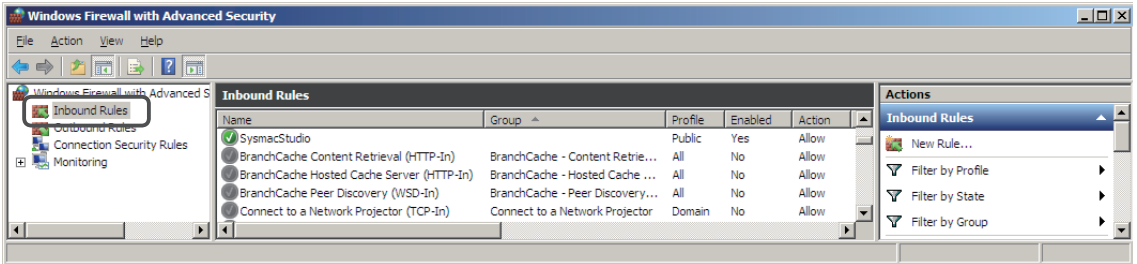 Windows Firewall with Advanced Security
File Action View Help
Windows Firewall with Advanced S
Inbound Rules
Outbound Rules
Connection Security Rules
Monitoring
Inbound Rules
Name Group Profile Enabled Action
SysmacStudio Public Yes Allow
BranchCache Content Retrieval (HTTP-In) BranchCache - Content Retrie... All No Allow
BranchCache Hosted Cache Server (HTTP-In) BranchCache - Hosted Cache ... All No Allow
BranchCache Peer Discovery (WSD-In) BranchCache - Peer Discovery... All No Allow
Connect to a Network Projector (TCP-In) Connect to a Network Projector Domain No Allow
Actions
Inbound Rules
New Rule...
Filter by Profile
Filter by State
Filter by Group